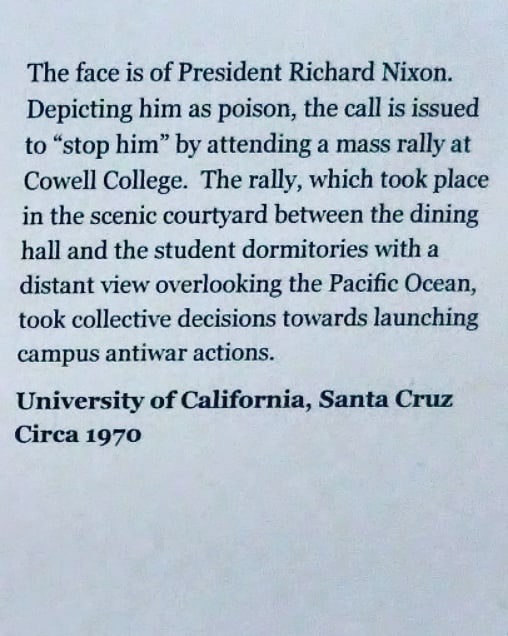 The face is of President Richard Nixon.
Depicting him as poison, the call is issued
to “stop him” by attending a mass rally at
Cowell College.  The rally, which took place
in the scenic courtyard between the dining
hall and the student dormitories with a
distant view overlooking the Pacific Ocean,
took collective decisions towards launching
campus antiwar actions.
University of California, Santa Cruz
Circa 1970